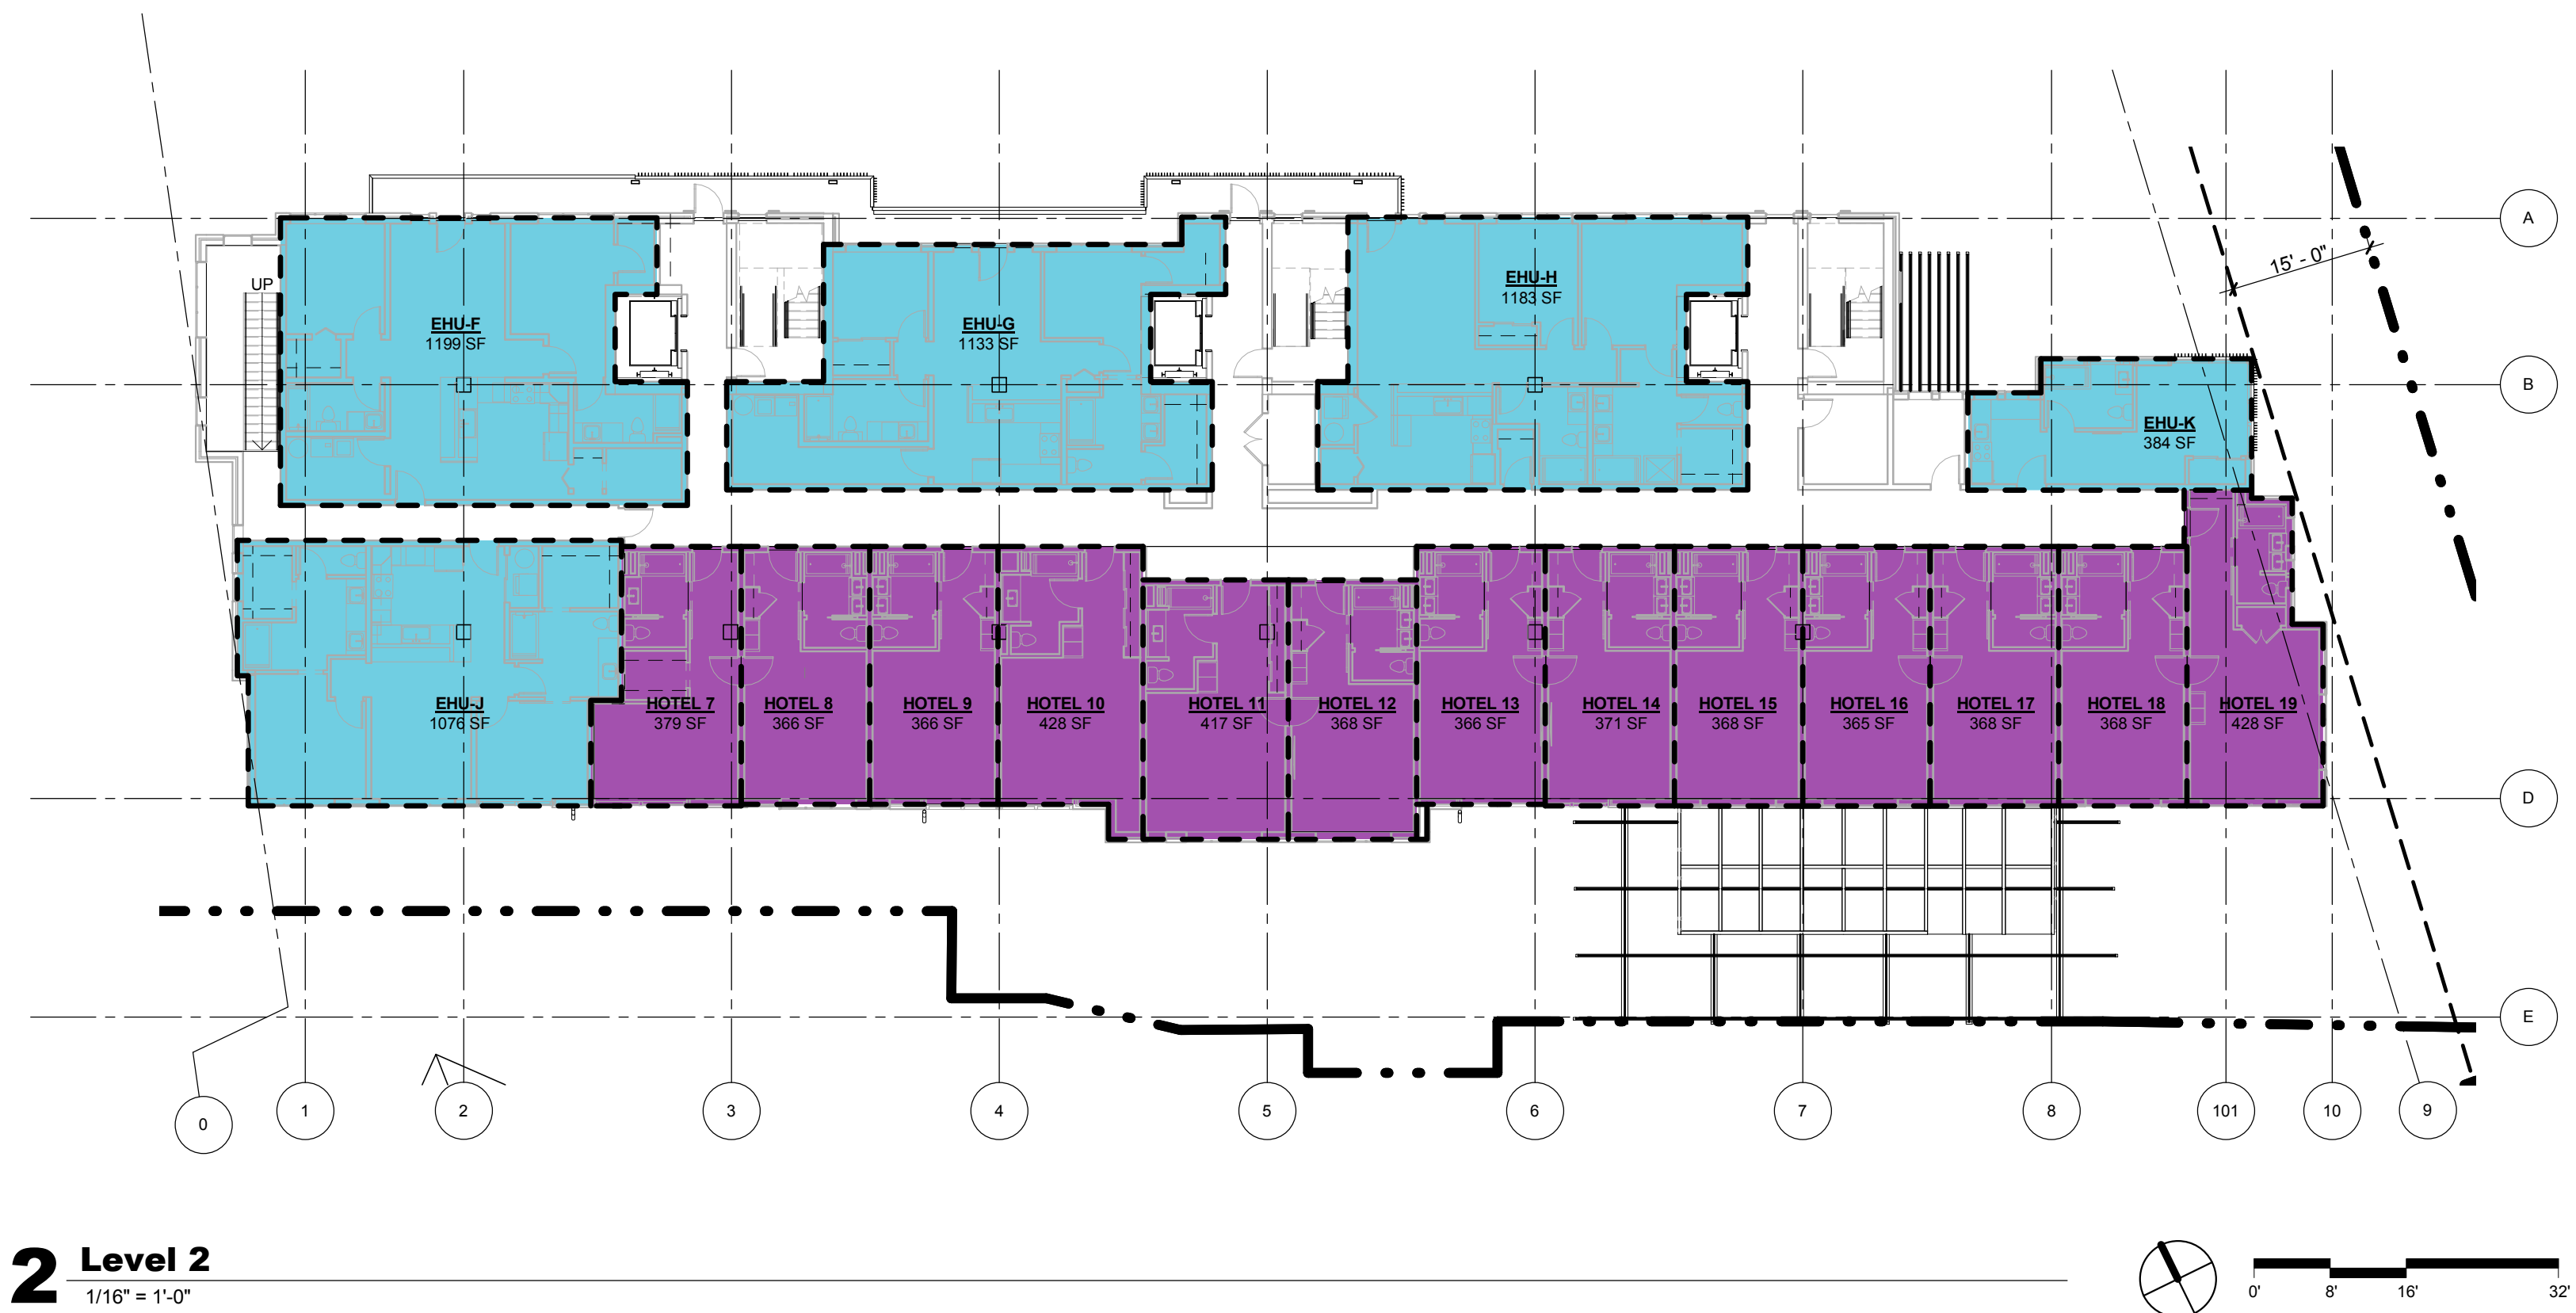 A
UP
15' - 0"
EHU-H
1183 SF
EHU-F
1199 SF
EHU-G
1133 SF
B
EHU-K
384 SF
EHU-J
1076 SF
HOTEL 7
379 SF
HOTEL 8
366 SF
HOTEL 9
366 SF
HOTEL 10
428 SF
HOTEL 11
417 SF
HOTEL 12
368 SF
HOTEL 13
366 SF
HOTEL 14
371 SF
HOTEL 15
368 SF
HOTEL 16
365 SF
HOTEL 17
368 SF
HOTEL 18
368 SF
HOTEL 19
428 SF
D
E
0
1
2
3
4
5
6
7
8
101
10
9
2
Level 2
1/16" = 1'-0"
0'
8'
16'
32'